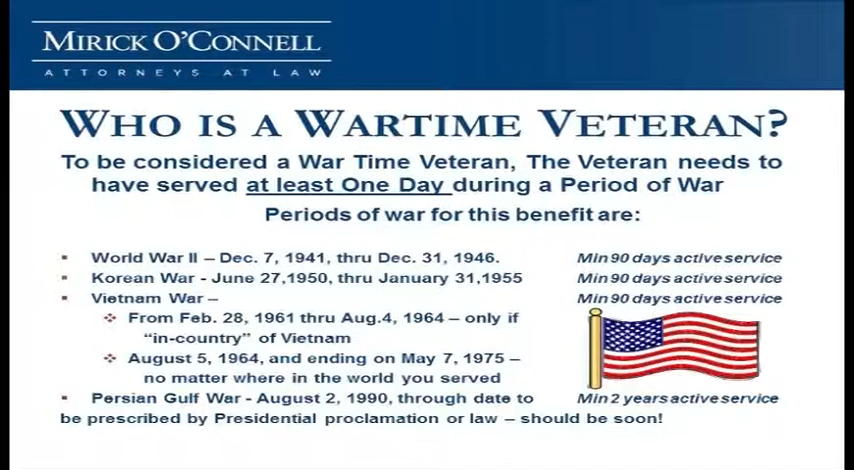 MIRICK O'CONNELL
ATTORNEYS AT LAW
WHO IS A WARTIME VETERAN?
To be considered a War Time Veteran, The Veteran needs to
have served at least One Day during a Period of War
Periods of war for this benefit are:
▪ World War II – Dec. 7, 1941, thru Dec. 31, 1946. Min 90 days active service
▪ Korean War - June 27,1950, thru January 31,1955 Min 90 days active service
▪ Vietnam War – Min 90 days active service
❖ From Feb. 28, 1961 thru Aug.4, 1964 – only if
“in-country” of Vietnam
❖ August 5, 1964, and ending on May 7, 1975 –
no matter where in the world you served
▪ Persian Gulf War - August 2, 1990, through date to Min 2 years active service
be prescribed by Presidential proclamation or law – should be soon!